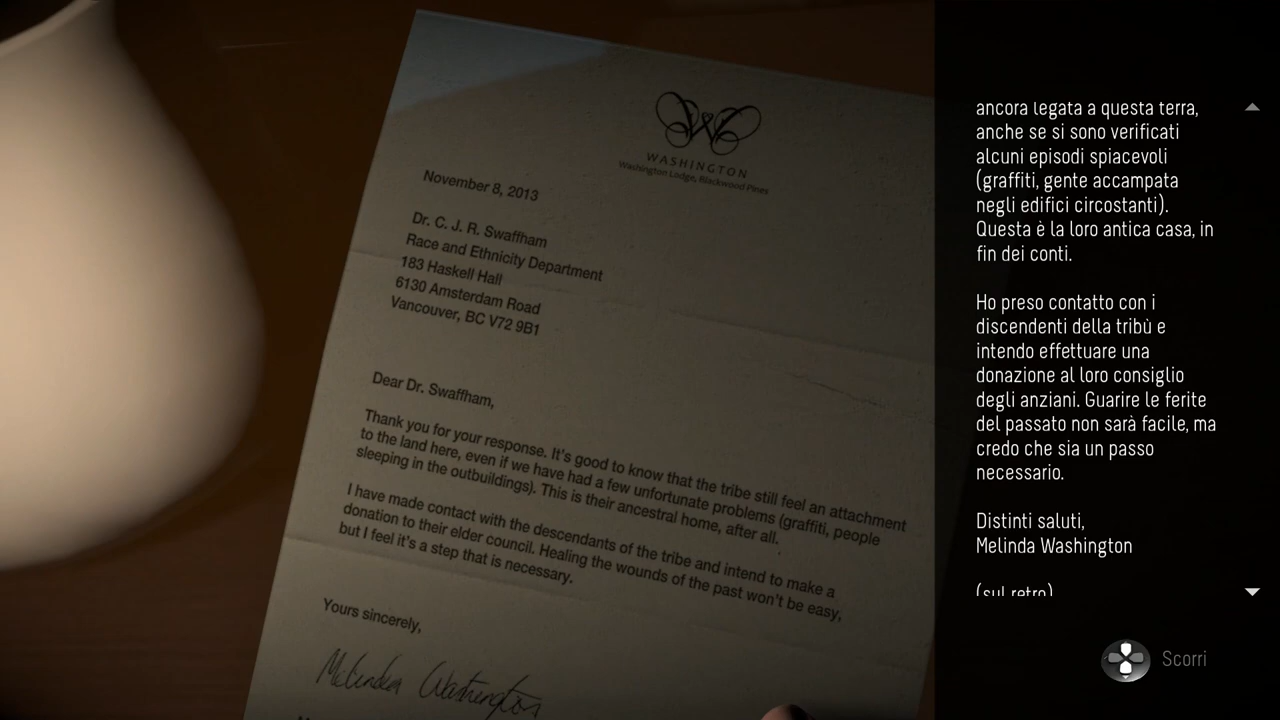 W
WASHINGTON
Washington Lodge, Blackwood Pines
November 8, 2013
Dr. C. J. R. Swaffham
Race and Ethnicity Department
183 Haskell Hall
6130 Amsterdam Road
Vancouver, BC V72 9B1
Dear Dr. Swaffham,
Thank you for your response. It's good to know that the tribe still feel an attachment
to the land here, even if we have had a few unfortunate problems (graffiti, people
sleeping in the outbuildings). This is their ancestral home, after all.
I have made contact with the descendants of the tribe and intend to make a
donation to their elder council. Healing the wounds of the past won't be easy,
but I feel it's a step that is necessary.
Yours sincerely,
Melinda Washington
ancora legata a questa terra,
anche se si sono verificati
alcuni episodi spiacevoli
(graffiti, gente accampata
negli edifici circostanti).
Questa è la loro antica casa, in
fin dei conti.
Ho preso contatto con i
discendenti della tribù e
intendo effettuare una
donazione al loro consiglio
degli anziani. Guarire le ferite
del passato non sarà facile, ma
credo che sia un passo
necessario.
Distinti saluti,
Melinda Washington
(sul retro)
Scorri